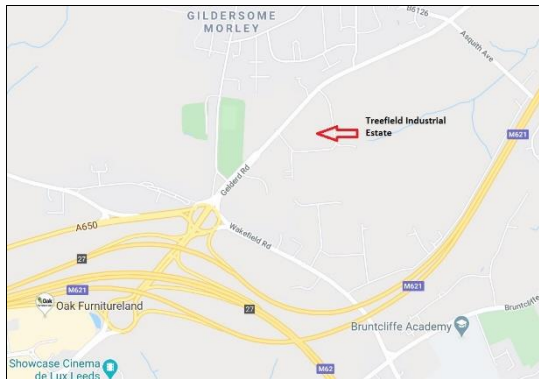 GILDERSOME
MORLEY
B6126
Asquith Ave
Treefield Industrial
Estate
M621
Gelderd Rd
A650
Wakefield Rd
27
M621
Oak Furnitureland
27
M621
Bruntcliffe Academy
Bruntcl
Showcase Cinema
de Lux Leeds
M62